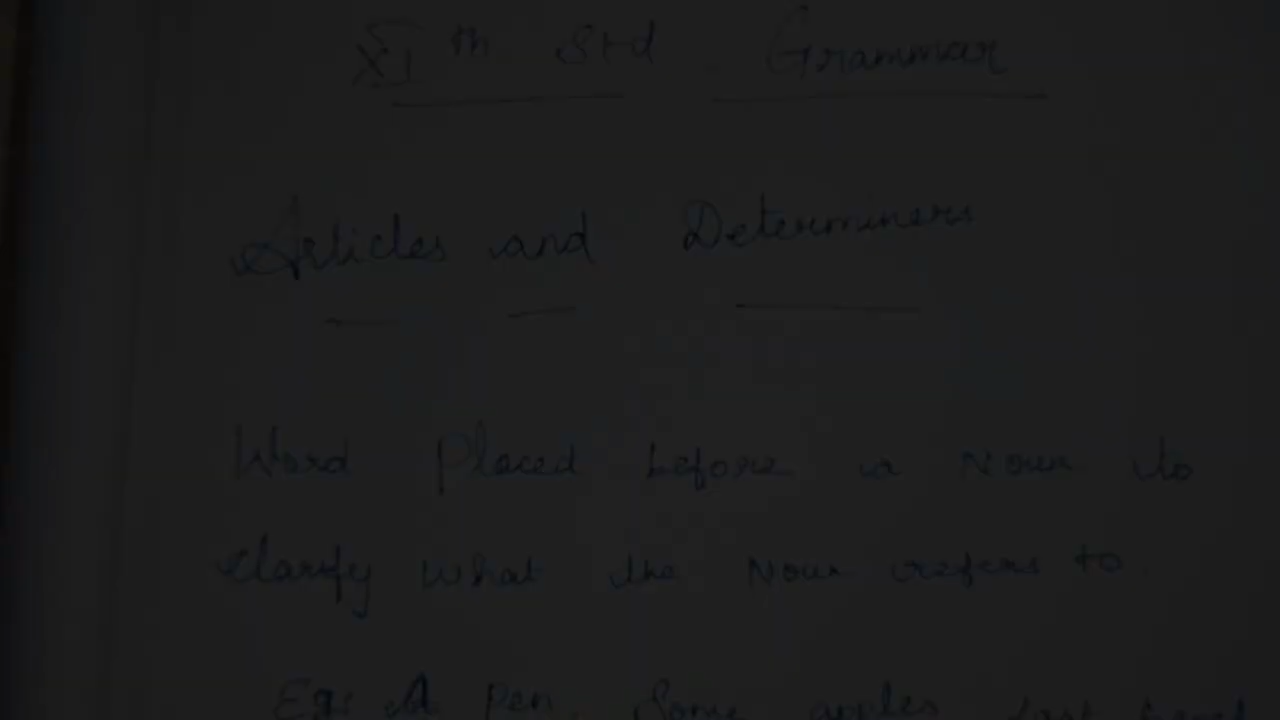 XI th Std Grammar
Articles and Determiners
Word Placed before a Noun to
clarify what the Noun refers to.
Eg: A Pen, Some apples